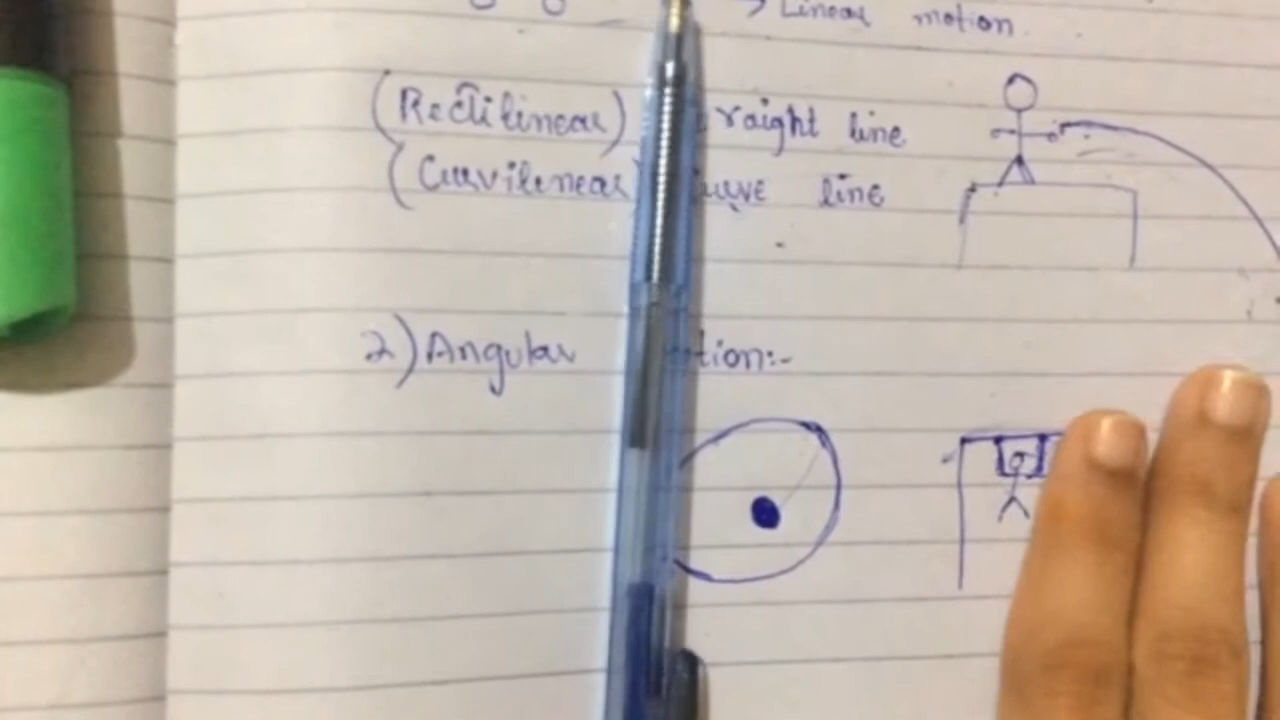 → Linear motion.
(Rectilinear) raight line
(Curvilinear) urve line
2) Angular tion:-